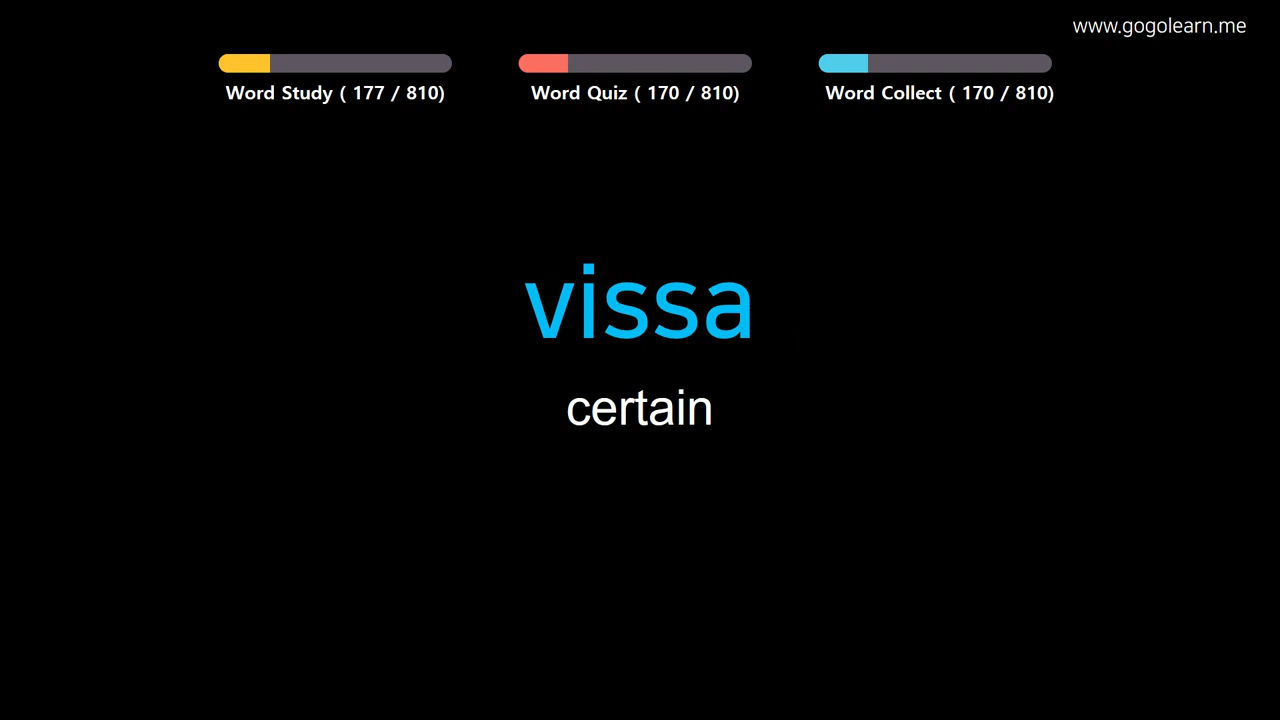 www.gogolearn.me
Word Study ( 177 / 810)
Word Quiz ( 170 / 810)
Word Collect ( 170 / 810)
vissa
certain